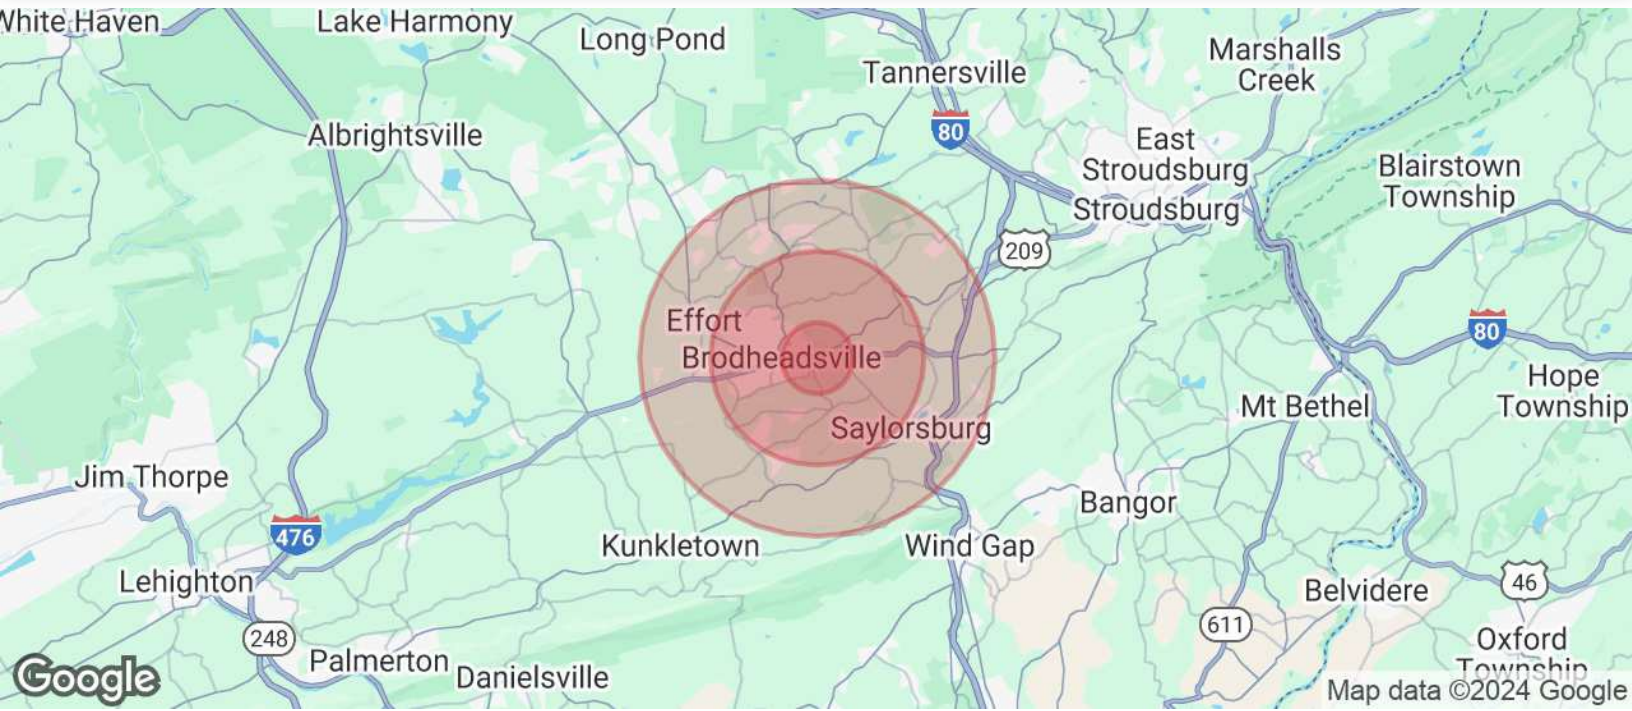 White Haven
Lake Harmony
Long Pond
Marshalls
Creek
Tannersville
80
Albrightsville
East
Stroudsburg
Blairstown
Township
Stroudsburg
209
Effort
80
Brodheadsville
Hope
Township
Mt Bethel
Saylorsburg
Jim Thorpe
Bangor
476
Kunkletown
Wind Gap
Lehighton
46
Belvidere
248
611
Oxford
Township
Palmerton
Danielsville
Google
Map data ©2024 Google